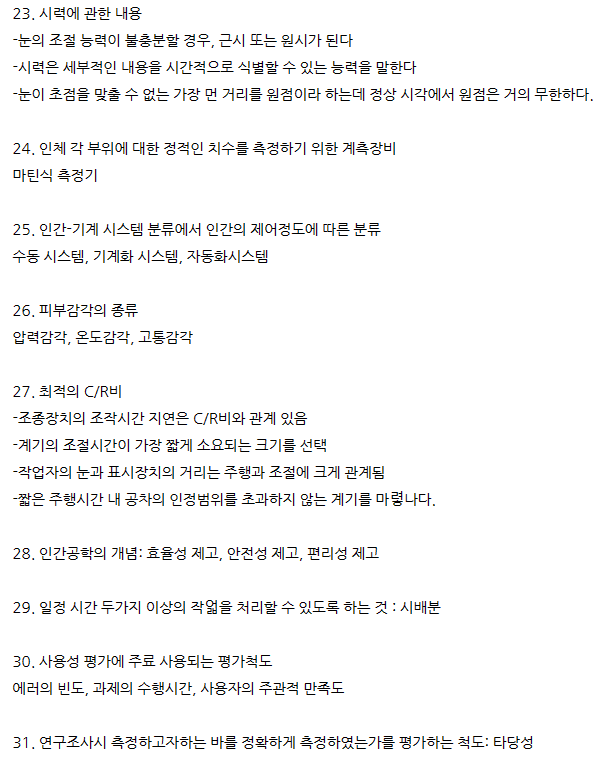 23. 시력에 관한 내용
-눈의 조절 능력이 불충분할 경우, 근시 또는 원시가 된다
-시력은 세부적인 내용을 시간적으로 식별할 수 있는 능력을 말한다
-눈이 초점을 맞출 수 없는 가장 먼 거리를 원점이라 하는데 정상 시각에서 원점은 거의 무한하다.
24. 인체 각 부위에 대한 정적인 치수를 측정하기 위한 계측장비
마틴식 측정기
25. 인간-기계 시스템 분류에서 인간의 제어정도에 따른 분류
수동 시스템, 기계화 시스템, 자동화시스템
26. 피부감각의 종류
압력감각, 온도감각, 고통감각
27. 최적의 C/R비
-조종장치의 조작시간 지연은 C/R비와 관계 있음
-계기의 조절시간이 가장 짧게 소요되는 크기를 선택
-작업자의 눈과 표시장치의 거리는 주행과 조절에 크게 관계됨
-짧은 주행시간 내 공차의 인정범위를 초과하지 않는 계기를 마렿나다.
28. 인간공학의 개념: 효율성 제고, 안전성 제고, 편리성 제고
29. 일정 시간 두가지 이상의 작업을 처리할 수 있도록 하는 것 : 시배분
30. 사용성 평가에 주료 사용되는 평가척도
에러의 빈도, 과제의 수행시간, 사용자의 주관적 만족도
31. 연구조사시 측정하고자하는 바를 정확하게 측정하였는가를 평가하는 척도: 타당성